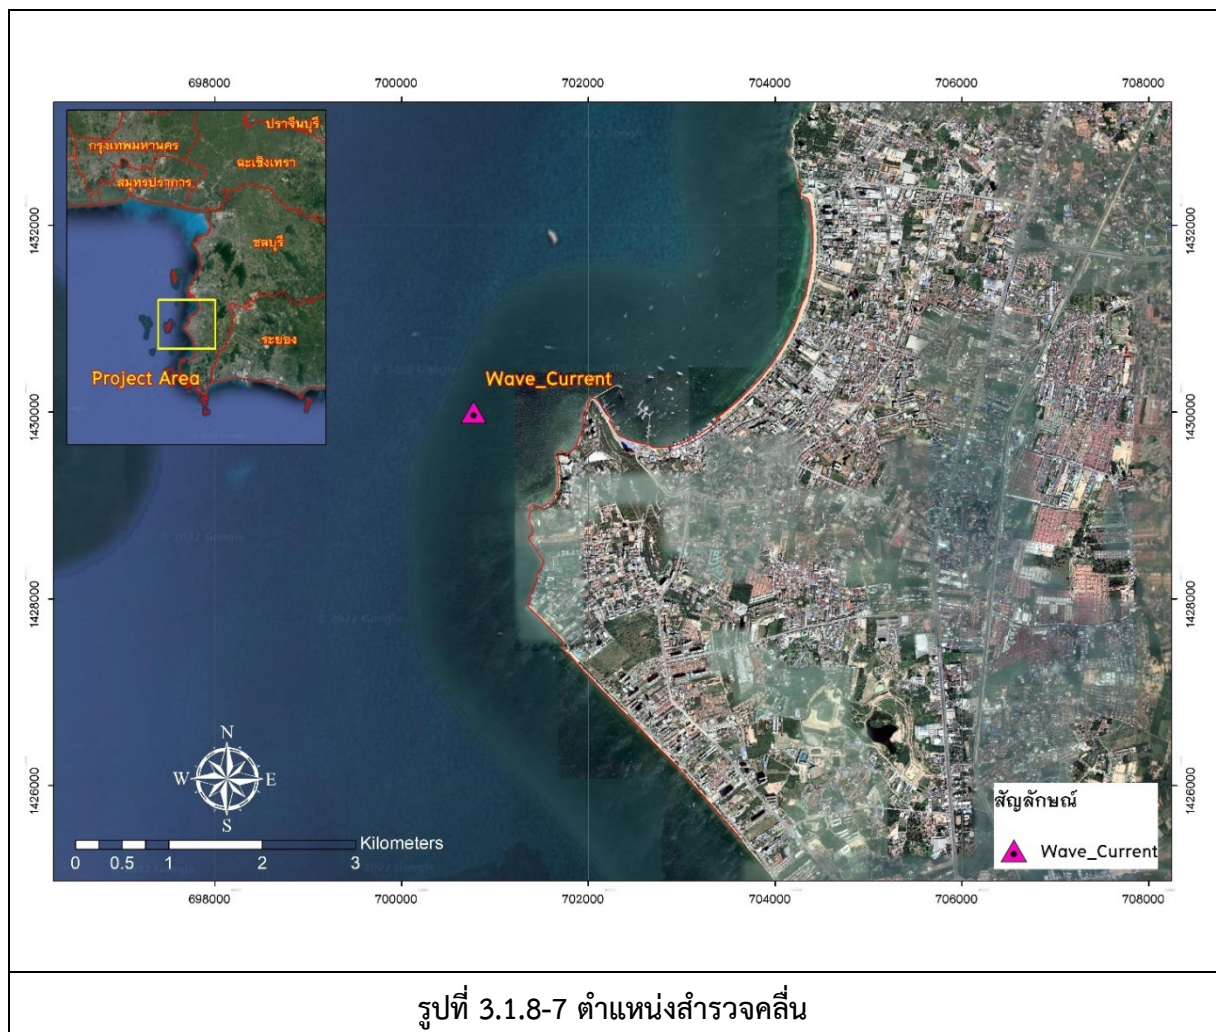 698000 700000 702000 704000 706000 708000
ปราจีนบุรี
กรุงเทพมหานคร
ฉะเชิงเทรา
สมุทรปราการ
ชลบุรี
ระยอง
Project Area
Wave_Current
1432000 1432000
1430000 1430000
1428000 1428000
1426000 1426000
© 2022 Google
© 2022 Google
N
W E
S
Kilometers
0 0.5 1 2 3
สัญลักษณ์
Wave_Current
698000 700000 702000 704000 706000 708000
รูปที่ 3.1.8-7 ตำแหน่งสำรวจคลื่น